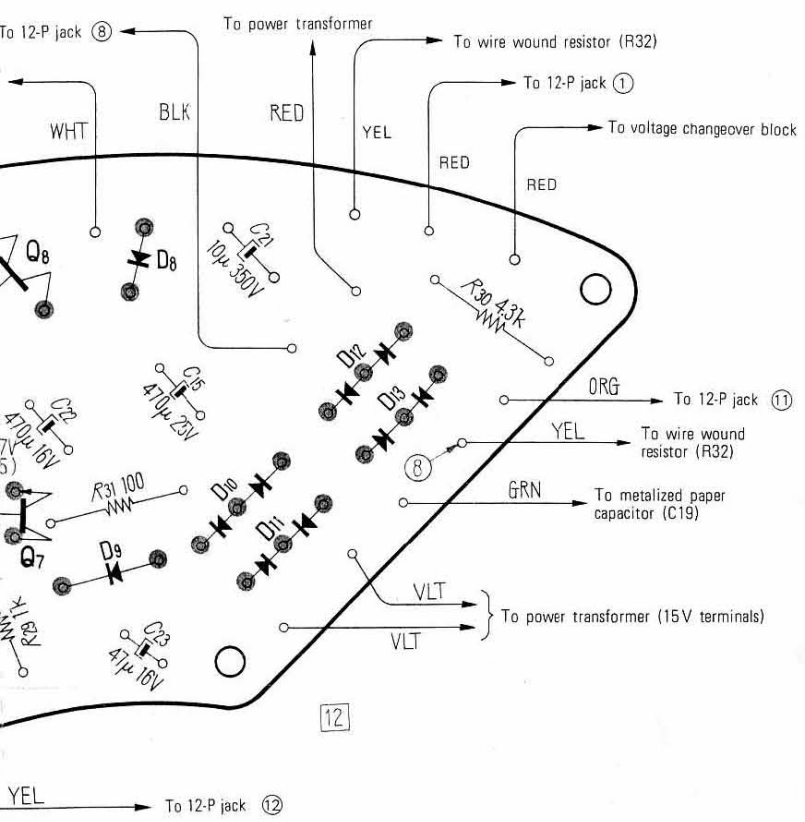 To 12-P jack ⑧
To power transformer
To wire wound resistor (R32)
To 12-P jack ①
To voltage changeover block
WHT
BLK
RED
YEL
RED
RED
Q8
D8
C21
10μ 350V
R30 4.3k
D12
D13
C15
470μ 25V
C22
470μ 16V
7V
5)
ORG
To 12-P jack ⑪
YEL
To wire wound
resistor (R32)
⑧
GRN
To metalized paper
capacitor (C19)
R31 100
D10
D11
Q7
D9
VLT
To power transformer (15V terminals)
VLT
R29 1k
C23
47μ 16V
12
YEL
To 12-P jack ⑫